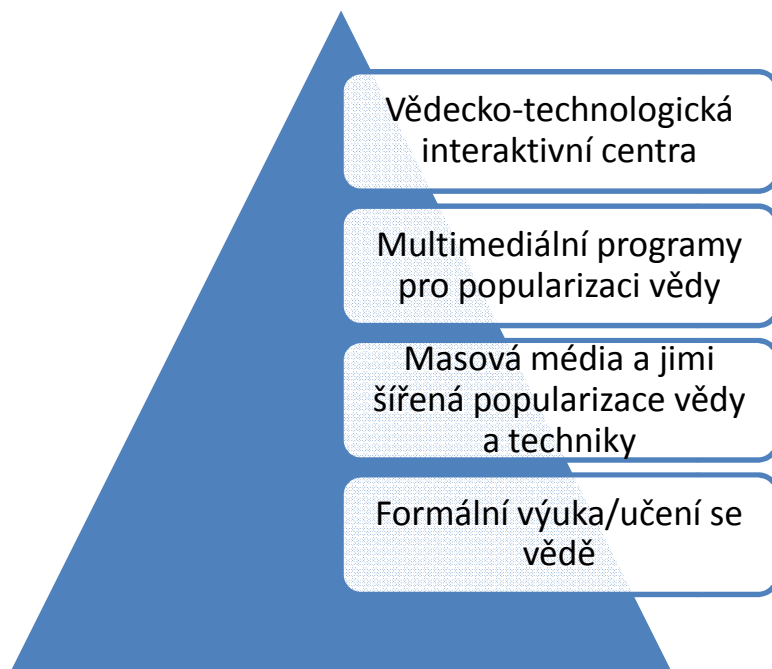 Vědecko-technologická
interaktivní centra
Multimediální programy
pro popularizaci vědy
Masová média a jimi
šířená popularizace vědy
a techniky
Formální výuka/učení se
vědě